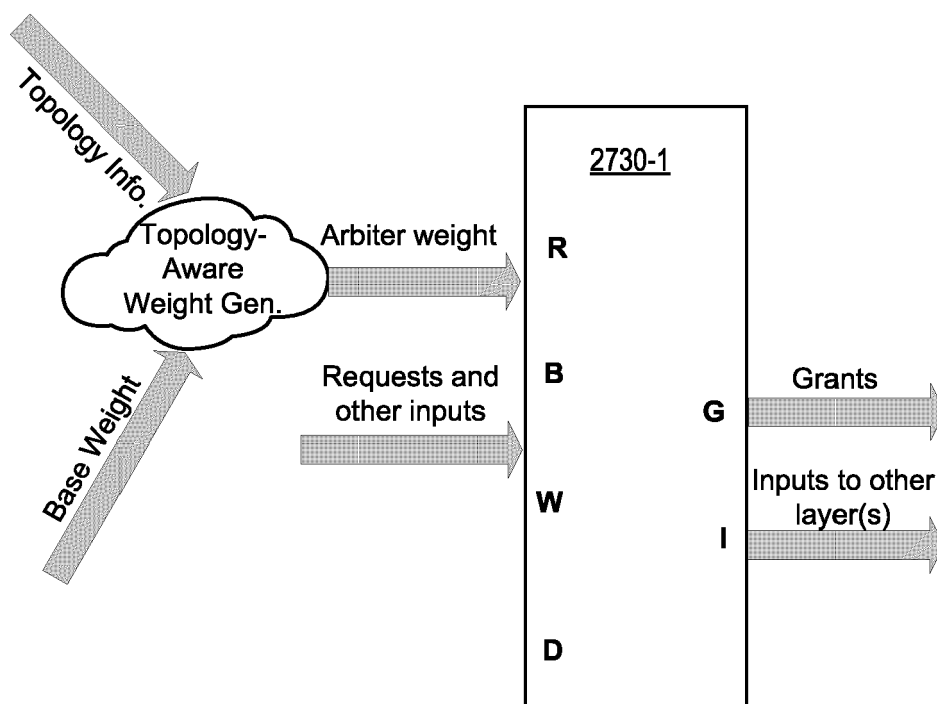 Topology Info.
2730-1
Topology-
Aware
Weight Gen.
Arbiter weight
R
Requests and
other inputs
B
Grants
G
Base Weight
W
Inputs to other
layer(s)
I
D